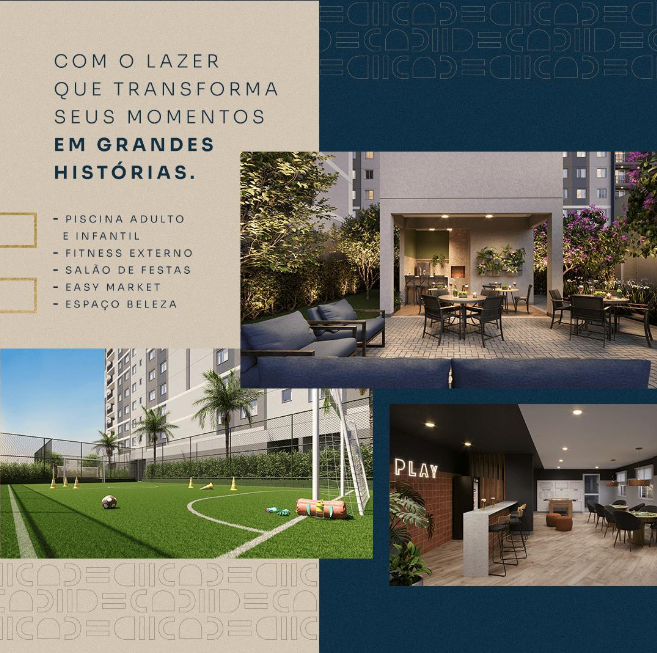 COM O LAZER
QUE TRANSFORMA
SEUS MOMENTOS
EM GRANDES
HISTÓRIAS.
- PISCINA ADULTO
E INFANTIL
- FITNESS EXTERNO
- SALÃO DE FESTAS
- EASY MARKET
- ESPAÇO BELEZA
PLAY